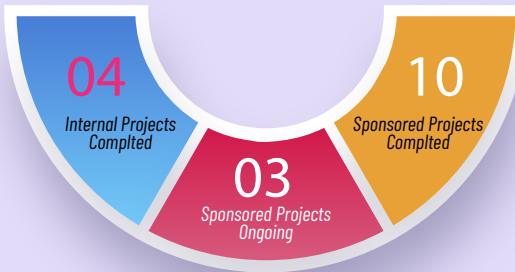 04
Internal Projects
Complted
03
Sponsored Projects
Ongoing
10
Sponsored Projects
Complted